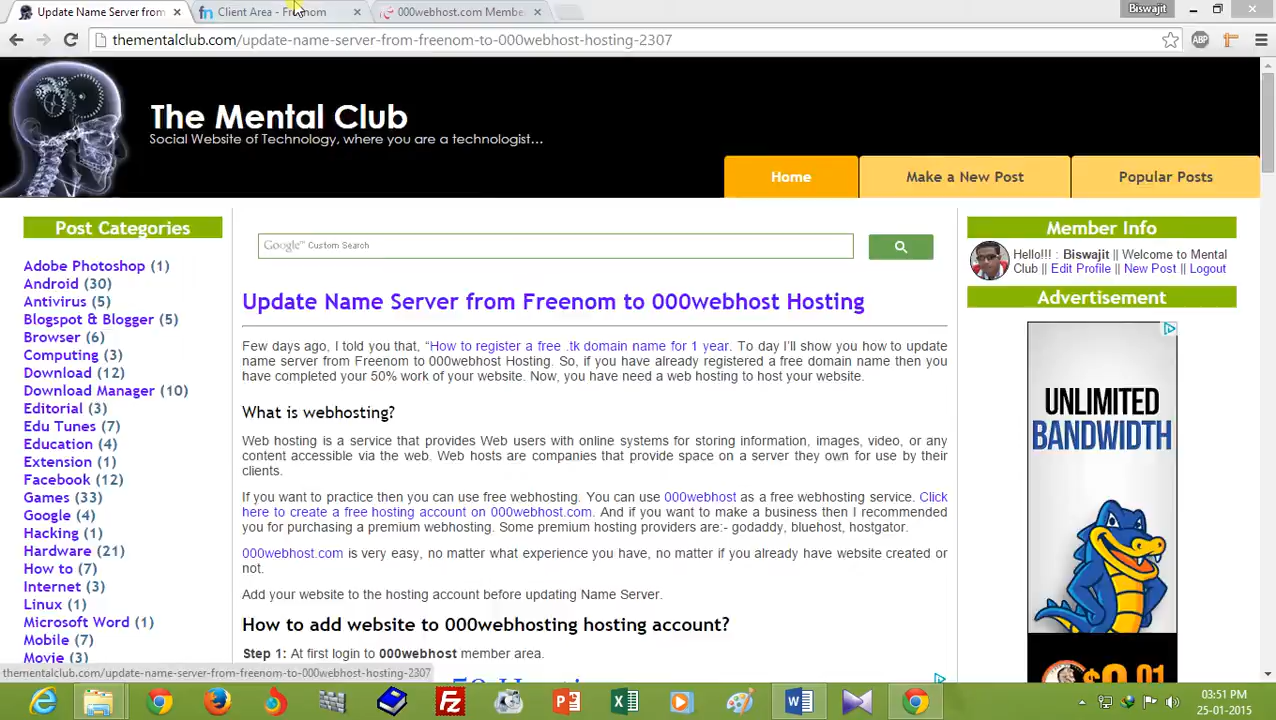 Update Name Server from
Client Area - Freenom
000webhost.com Membe
Biswajit
thementalclub.com/update-name-server-from-freenom-to-000webhost-hosting-2307
ABP
The Mental Club
Social Website of Technology, where you are a technologist...
Home
Make a New Post
Popular Posts
Post Categories
Adobe Photoshop (1)
Android (30)
Antivirus (5)
Blogspot & Blogger (5)
Browser (6)
Computing (3)
Download (12)
Download Manager (10)
Editorial (3)
Edu Tunes (7)
Education (4)
Extension (1)
Facebook (12)
Games (33)
Google (4)
Hacking (1)
Hardware (21)
How to (7)
Internet (3)
Linux (1)
Microsoft Word (1)
Mobile (7)
Movie (3)
Google™ Custom Search
Update Name Server from Freenom to 000webhost Hosting
Few days ago, I told you that, “How to register a free .tk domain name for 1 year. To day I’ll show you how to update
name server from Freenom to 000webhost Hosting. So, if you have already registered a free domain name then you
have completed your 50% work of your website. Now, you have need a web hosting to host your website.
What is webhosting?
Web hosting is a service that provides Web users with online systems for storing information, images, video, or any
content accessible via the web. Web hosts are companies that provide space on a server they own for use by their
clients.
If you want to practice then you can use free webhosting. You can use 000webhost as a free webhosting service. Click
here to create a free hosting account on 000webhost.com. And if you want to make a business then I recommended
you for purchasing a premium webhosting. Some premium hosting providers are:- godaddy, bluehost, hostgator.
000webhost.com is very easy, no matter what experience you have, no matter if you already have website created or
not.
Add your website to the hosting account before updating Name Server.
How to add website to 000webhosting hosting account?
Step 1: At first login to 000webhost member area.
Member Info
Hello!!! : Biswajit || Welcome to Mental
Club || Edit Profile || New Post || Logout
Advertisement
UNLIMITED
BANDWIDTH
thementalclub.com/update-name-server-from-freenom-to-000webhost-hosting-2307
03:51 PM
25-01-2015